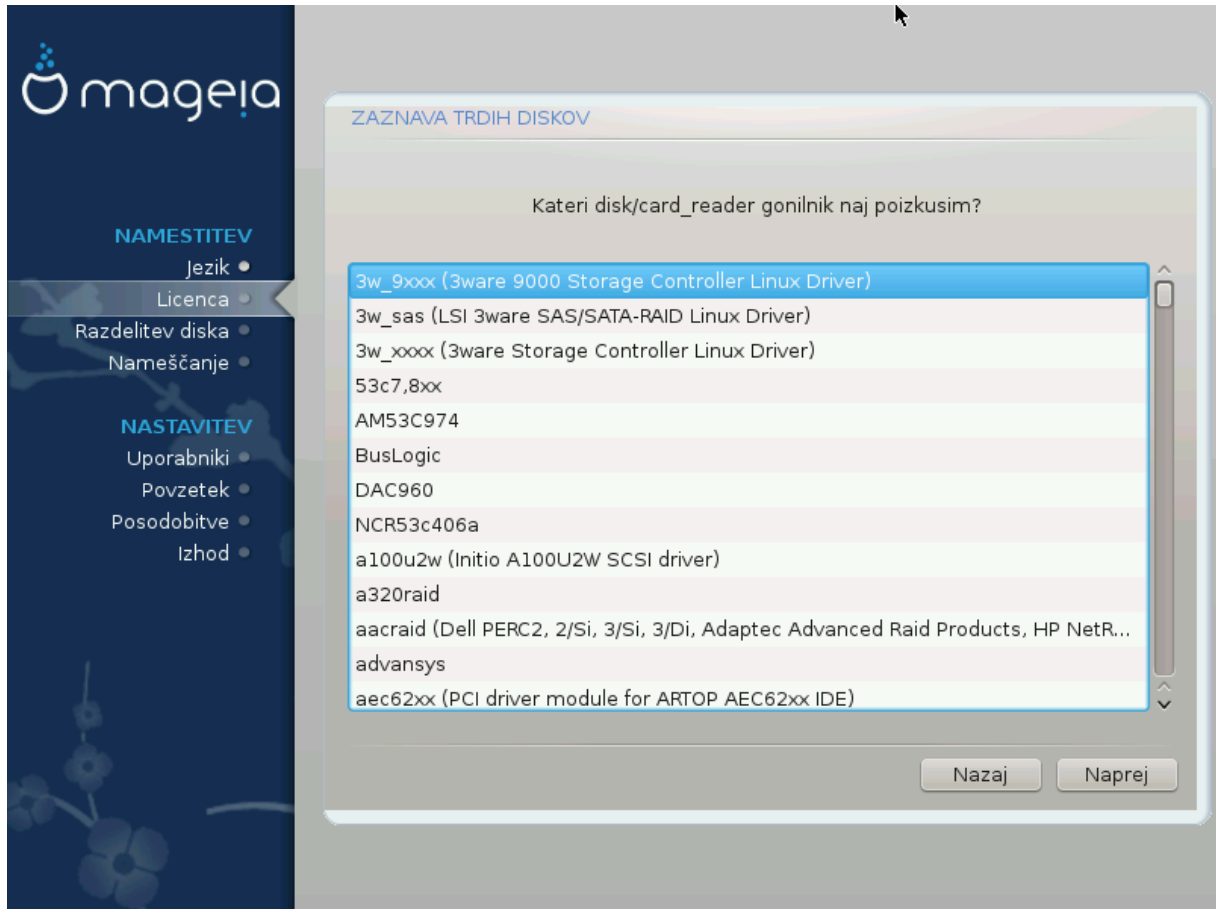 mageia
NAMESTITEV
Jezik
Licenca
Razdelitev diska
Nameščanje
NASTAVITEV
Uporabniki
Povzetek
Posodobitve
Izhod
ZAZNAVA TRDIH DISKOV
Kateri disk/card_reader gonilnik naj poizkusim?
3w_9xxx (3ware 9000 Storage Controller Linux Driver)
3w_sas (LSI 3ware SAS/SATA-RAID Linux Driver)
3w_xxxx (3ware Storage Controller Linux Driver)
53c7,8xx
AM53C974
BusLogic
DAC960
NCR53c406a
a100u2w (Initio A100U2W SCSI driver)
a320raid
aacraid (Dell PERC2, 2/Si, 3/Si, 3/Di, Adaptec Advanced Raid Products, HP NetR...
advansys
aec62xx (PCI driver module for ARTOP AEC62xx IDE)
Nazaj
Naprej